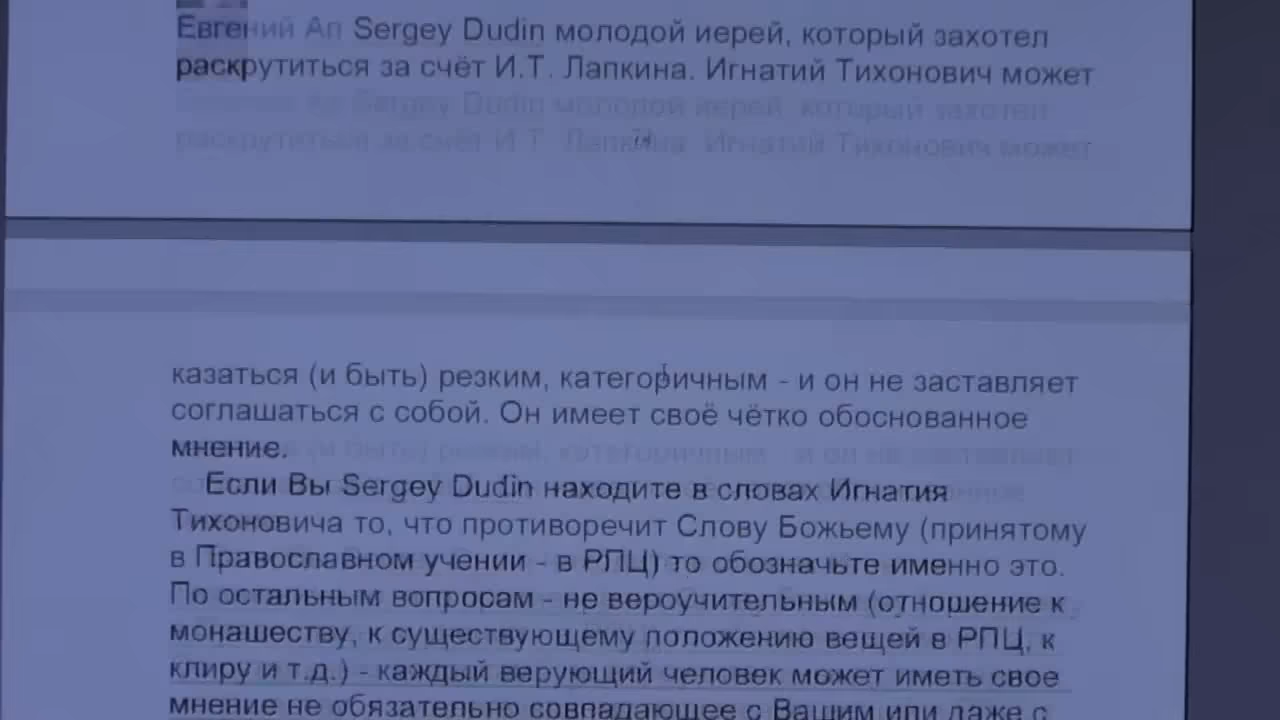 Евгений Ап Sergey Dudin молодой иерей, который захотел
раскрутиться за счёт И.Т. Лапкина. Игнатий Тихонович может
казаться (и быть) резким, категоричным - и он не заставляет
соглашаться с собой. Он имеет своё чётко обоснованное
мнение.
Если Вы Sergey Dudin находите в словах Игнатия
Тихоновича то, что противоречит Слову Божьему (принятому
в Православном учении - в РПЦ) то обозначьте именно это.
По остальным вопросам - не вероучительным (отношение к
монашеству, к существующему положению вещей в РПЦ, к
клиру и т.д.) - каждый верующий человек может иметь свое
мнение не обязательно совпадающее с Вашим или даже с